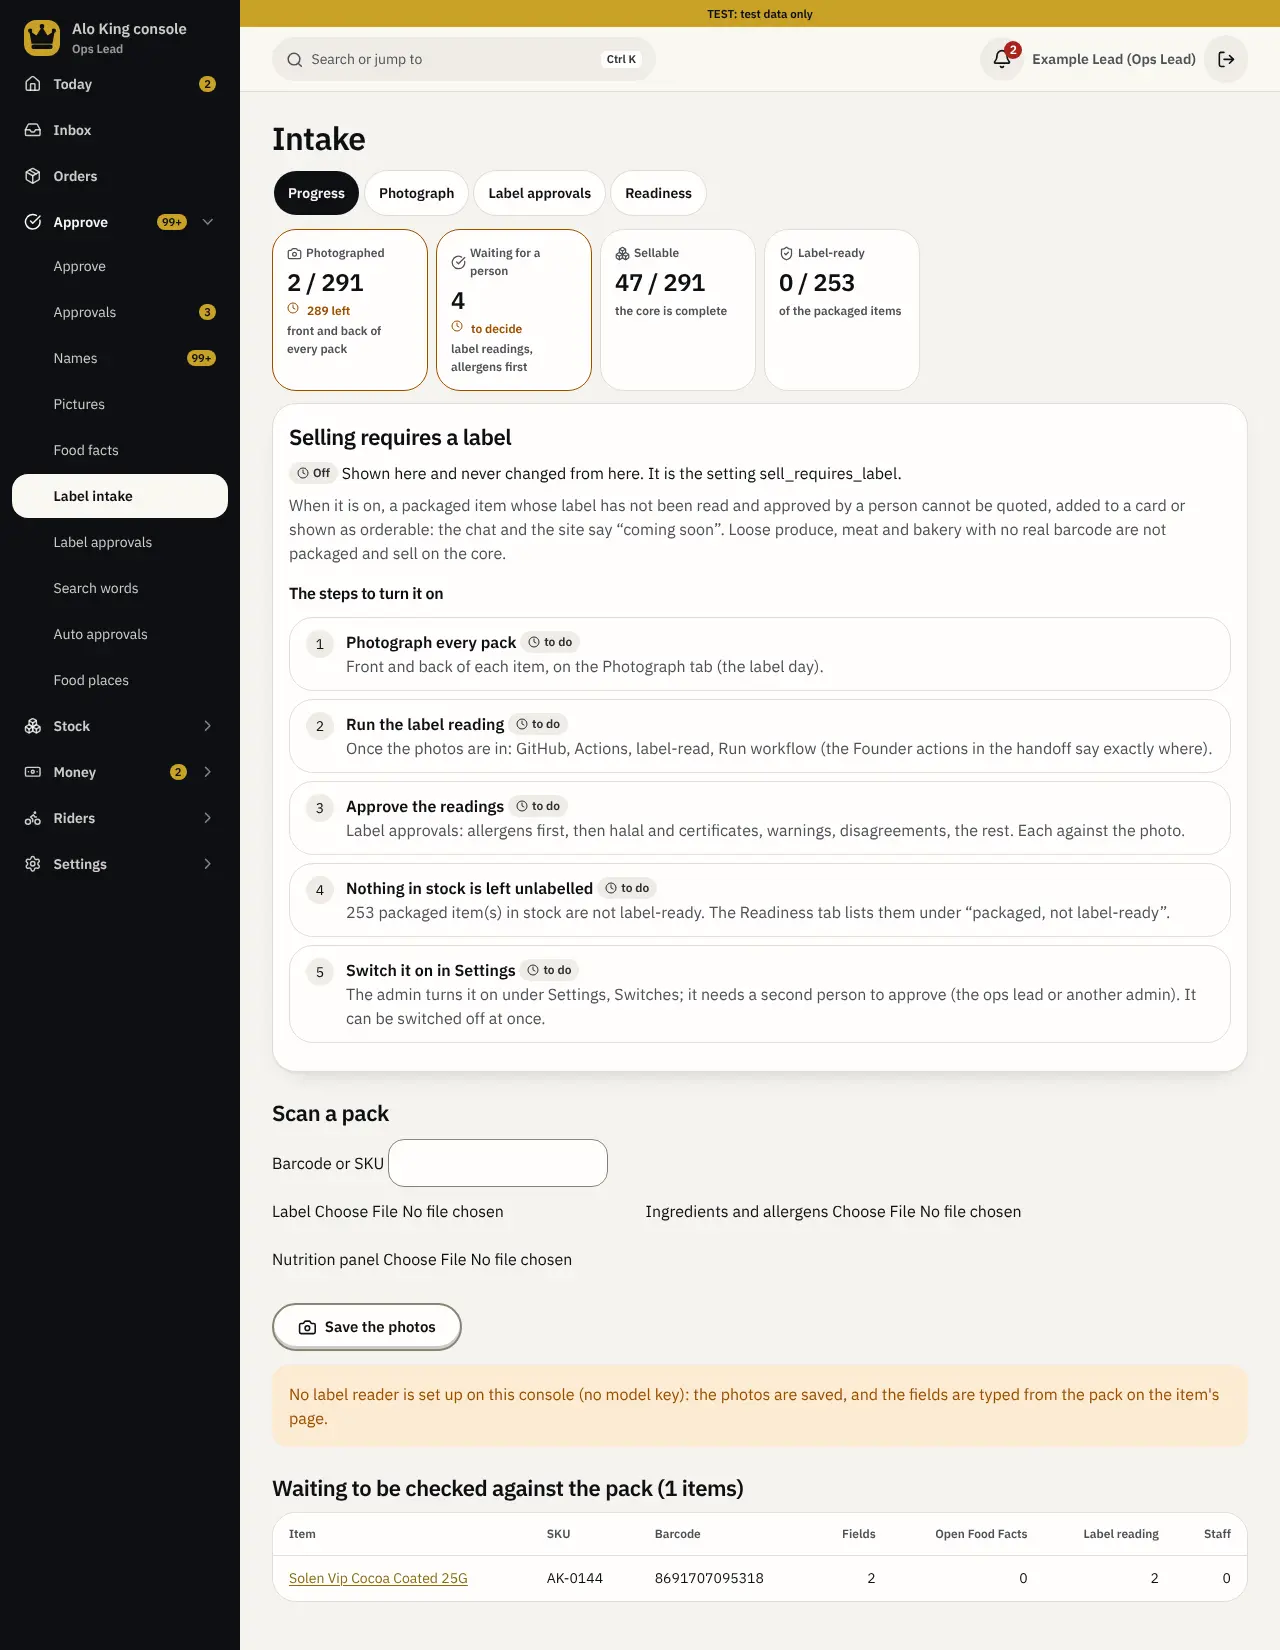 TEST: test data only
Alo King console
Ops Lead
Today 2
Inbox
Orders
Approve 99+
Approve
Approvals 3
Names 99+
Pictures
Food facts
Label intake
Label approvals
Search words
Auto approvals
Food places
Stock
Money 2
Riders
Settings
Search or jump to Ctrl K
2
Example Lead (Ops Lead)
Intake
Progress Photograph Label approvals Readiness
Photographed
2 / 291
289 left
front and back of
every pack
Waiting for a
person
4
to decide
label readings,
allergens first
Sellable
47 / 291
the core is complete
Label-ready
0 / 253
of the packaged items
Selling requires a label
Off Shown here and never changed from here. It is the setting sell_requires_label.
When it is on, a packaged item whose label has not been read and approved by a person cannot be quoted, added to a card or
shown as orderable: the chat and the site say “coming soon”. Loose produce, meat and bakery with no real barcode are not
packaged and sell on the core.
The steps to turn it on
1 Photograph every pack to do
Front and back of each item, on the Photograph tab (the label day).
2 Run the label reading to do
Once the photos are in: GitHub, Actions, label-read, Run workflow (the Founder actions in the handoff say exactly where).
3 Approve the readings to do
Label approvals: allergens first, then halal and certificates, warnings, disagreements, the rest. Each against the photo.
4 Nothing in stock is left unlabelled to do
253 packaged item(s) in stock are not label-ready. The Readiness tab lists them under “packaged, not label-ready”.
5 Switch it on in Settings to do
The admin turns it on under Settings, Switches; it needs a second person to approve (the ops lead or another admin). It
can be switched off at once.
Scan a pack
Barcode or SKU
Label Choose File No file chosen
Ingredients and allergens Choose File No file chosen
Nutrition panel Choose File No file chosen
Save the photos
No label reader is set up on this console (no model key): the photos are saved, and the fields are typed from the pack on the item's
page.
Waiting to be checked against the pack (1 items)
Item SKU Barcode Fields Open Food Facts Label reading Staff
Solen Vip Cocoa Coated 25G AK-0144 8691707095318 2 0 2 0